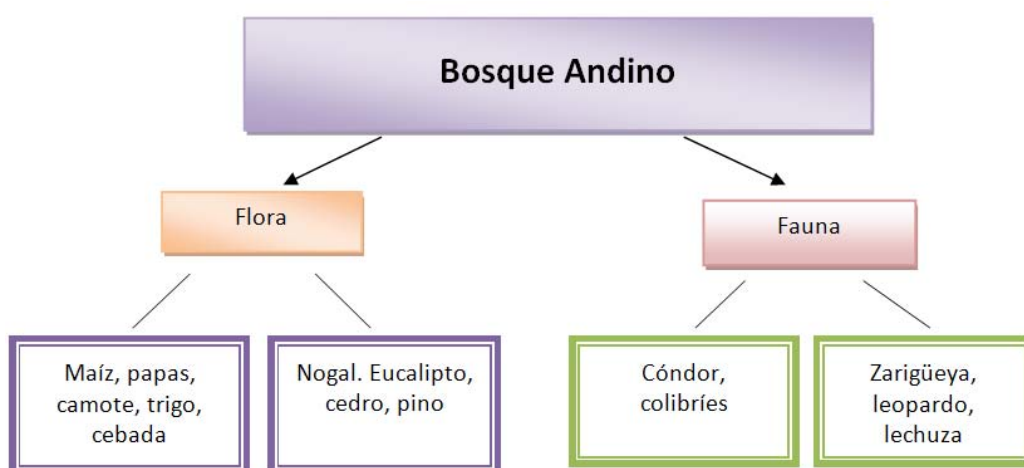 Bosque Andino
Flora
Fauna
Maíz, papas,
camote, trigo,
cebada
Nogal. Eucalipto,
cedro, pino
Cóndor,
colibríes
Zarigüeya,
leopardo,
lechuza